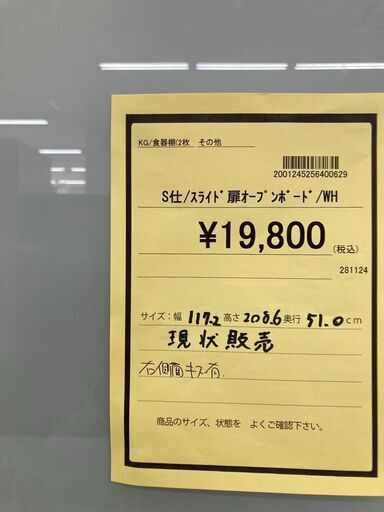 KG/食器棚(2枚 その他
2001245256400629
S仕/ｽﾗｲﾄﾞ扉ｵｰﾌﾟﾝﾎﾞｰﾄﾞ/WH
¥19,800(税込)
281124
サイズ:幅 117.2 高さ 208.6 奥行 51.0 cm
現状販売
右側面キズ有.
商品のサイズ、状態を よくご確認下さい。